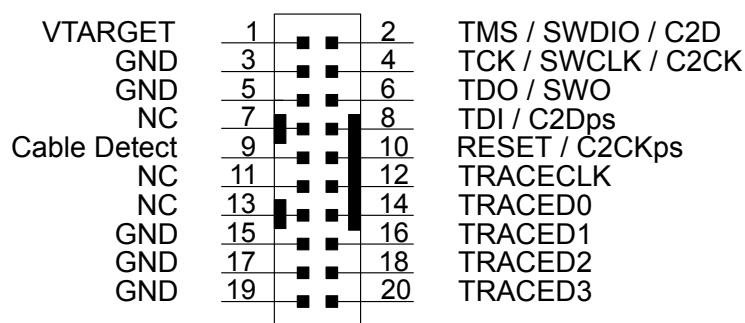 VTARGET 1 2 TMS / SWDIO / C2D
GND 3 4 TCK / SWCLK / C2CK
GND 5 6 TDO / SWO
NC 7 8 TDI / C2Dps
Cable Detect 9 10 RESET / C2CKps
NC 11 12 TRACECLK
NC 13 14 TRACED0
GND 15 16 TRACED1
GND 17 18 TRACED2
GND 19 20 TRACED3